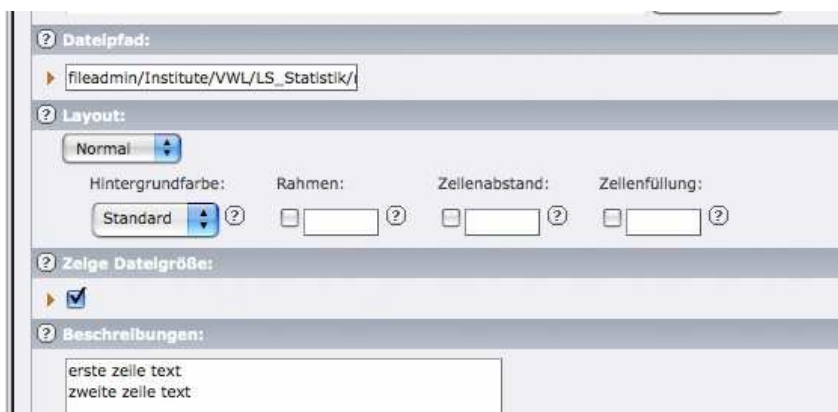 Dateipfad:
fileadmin/Institute/VWL/LS_Statistik/
Layout:
Normal
Hintergrundfarbe: Rahmen: Zellenabstand: Zellenfüllung:
Standard
Zeige Dateigröße:
Beschreibungen:
erste zeile text
zweite zeile text